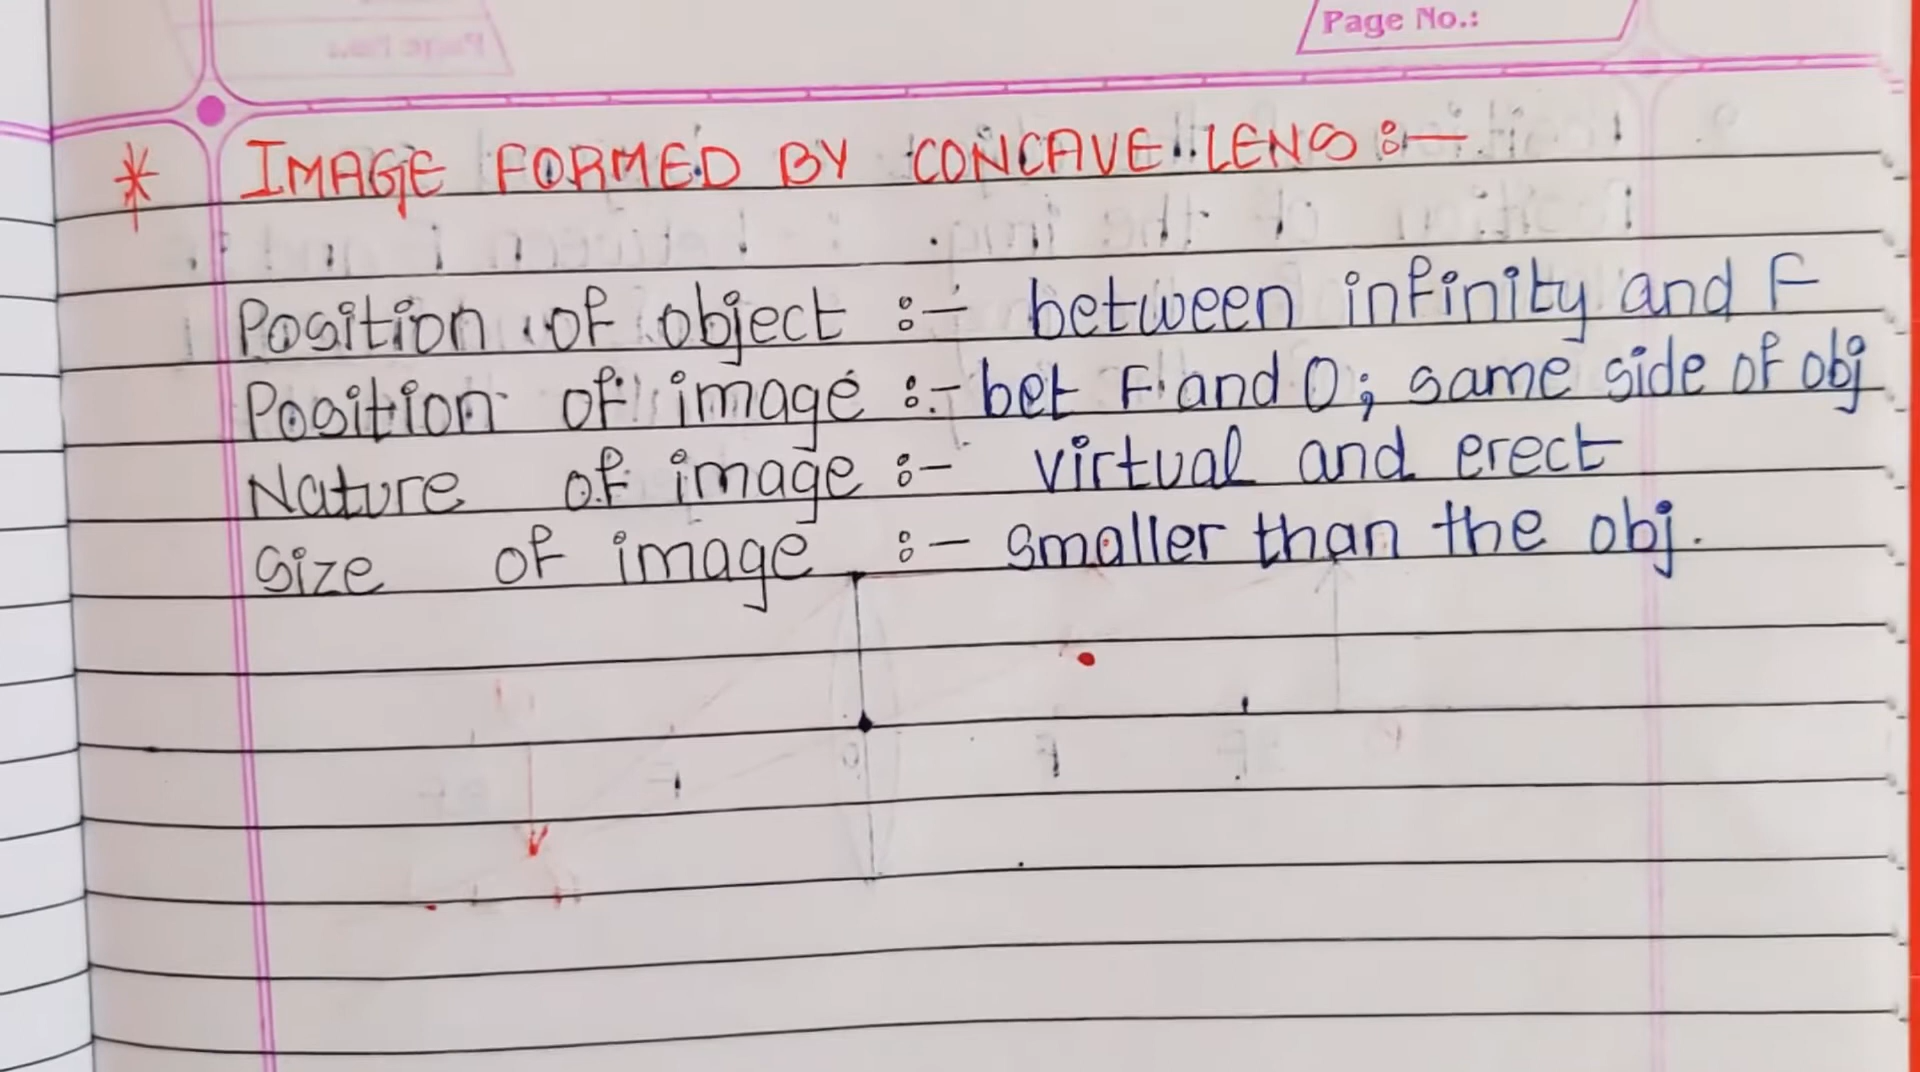 Page No.:
* IMAGE FORMED BY CONCAVE LENS :-
Position of object :- between infinity and F
Position of image :- bet F and O; same side of obj
Nature of image :- virtual and erect
Size of image :- smaller than the obj.